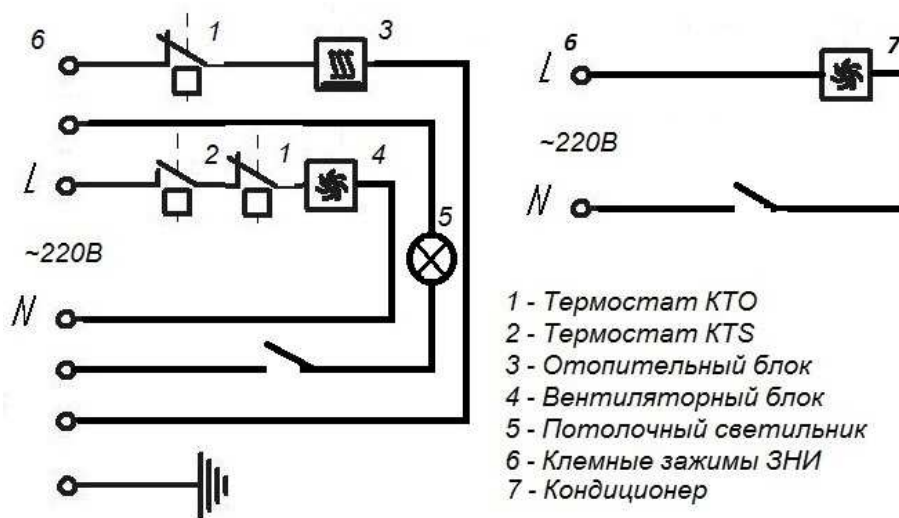 6 1 3
L 2 1 4
~220В
5
N
L 6 7
~220В
N
1 - Термостат КТО
2 - Термостат KTS
3 - Отопительный блок
4 - Вентиляторный блок
5 - Потолочный светильник
6 - Клемные зажимы ЗНИ
7 - Кондиционер